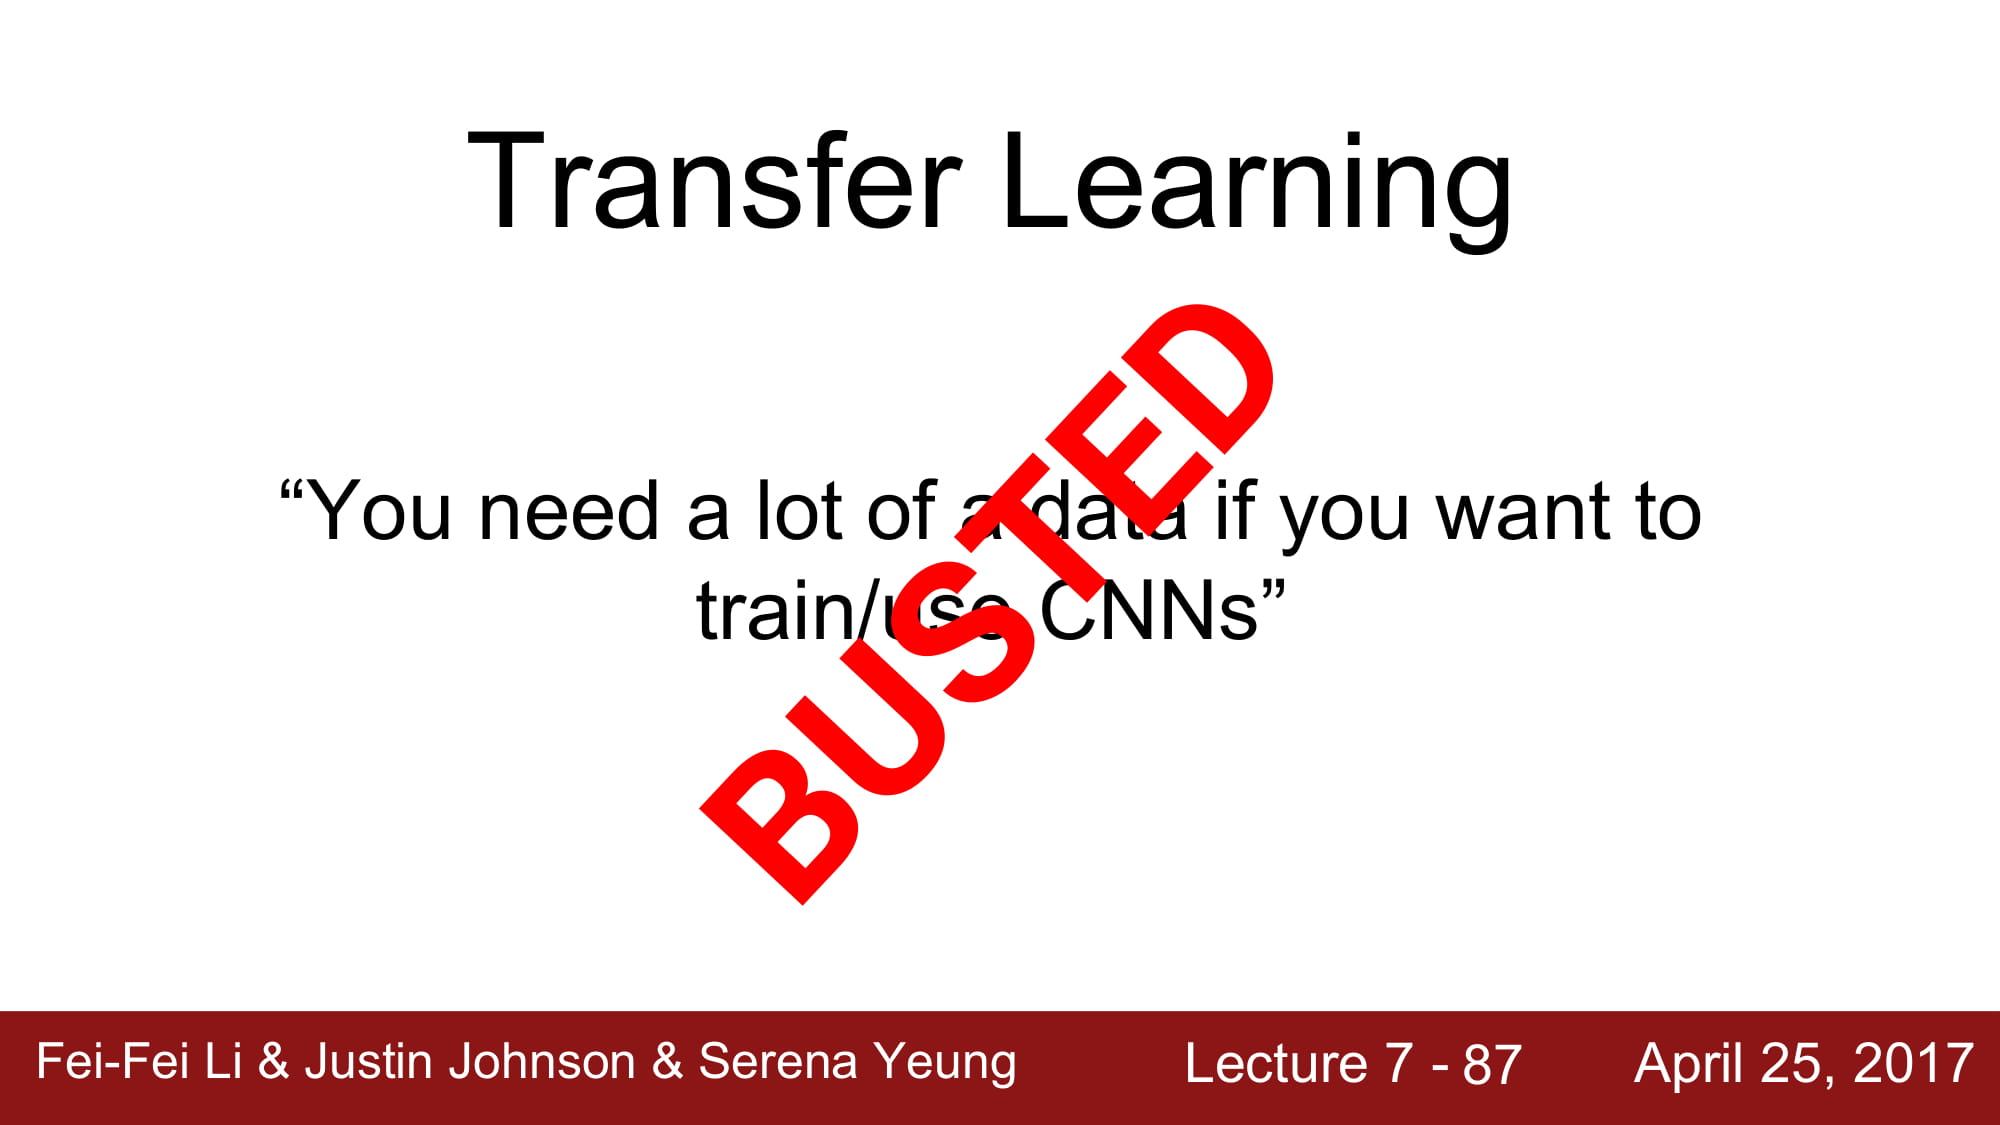 Transfer Learning
“You need a lot of a data if you want to
train/use CNNs”
BUSTED
Fei-Fei Li & Justin Johnson & Serena Yeung
Lecture 7 - 87
April 25, 2017